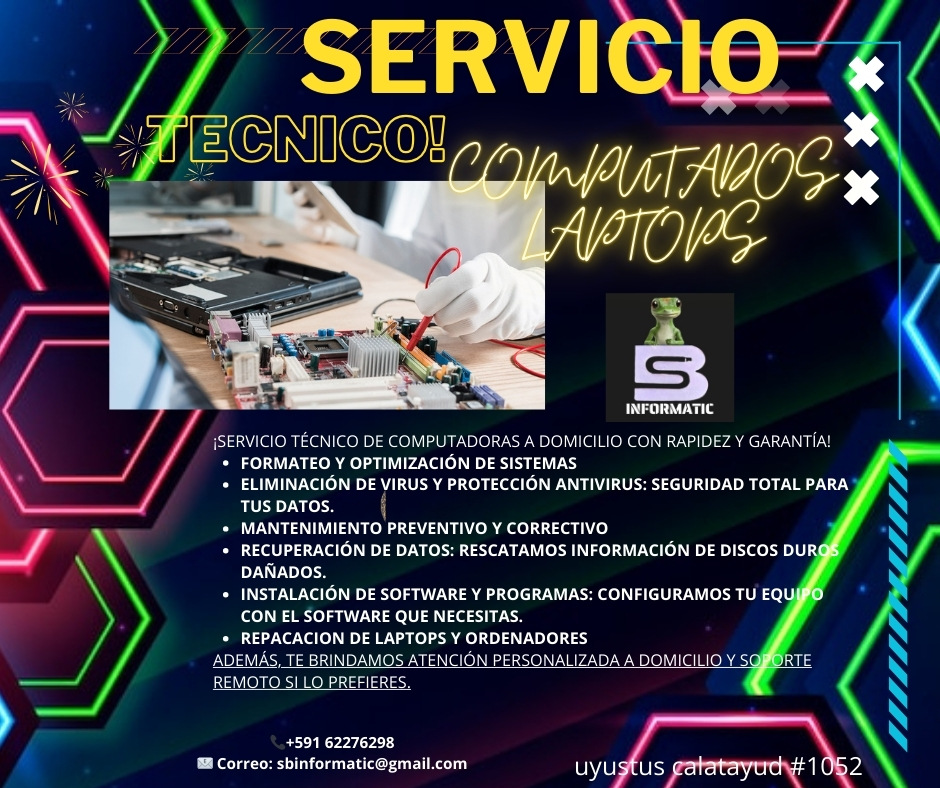 SERVICIO
TECNICO!
COMPUTADOS
LAPTOPS
SB
INFORMATIC
¡SERVICIO TÉCNICO DE COMPUTADORAS A DOMICILIO CON RAPIDEZ Y GARANTÍA!
• FORMATEO Y OPTIMIZACIÓN DE SISTEMAS
• ELIMINACIÓN DE VIRUS Y PROTECCIÓN ANTIVIRUS: SEGURIDAD TOTAL PARA
TUS DATOS.
• MANTENIMIENTO PREVENTIVO Y CORRECTIVO
• RECUPERACIÓN DE DATOS: RESCATAMOS INFORMACIÓN DE DISCOS DUROS
DAÑADOS.
• INSTALACIÓN DE SOFTWARE Y PROGRAMAS: CONFIGURAMOS TU EQUIPO
CON EL SOFTWARE QUE NECESITAS.
• REPACACION DE LAPTOPS Y ORDENADORES
ADEMÁS, TE BRINDAMOS ATENCIÓN PERSONALIZADA A DOMICILIO Y SOPORTE
REMOTO SI LO PREFIERES.
📞+591 62276298
📧 Correo: sbinformatic@gmail.com
uyustus calatayud #1052